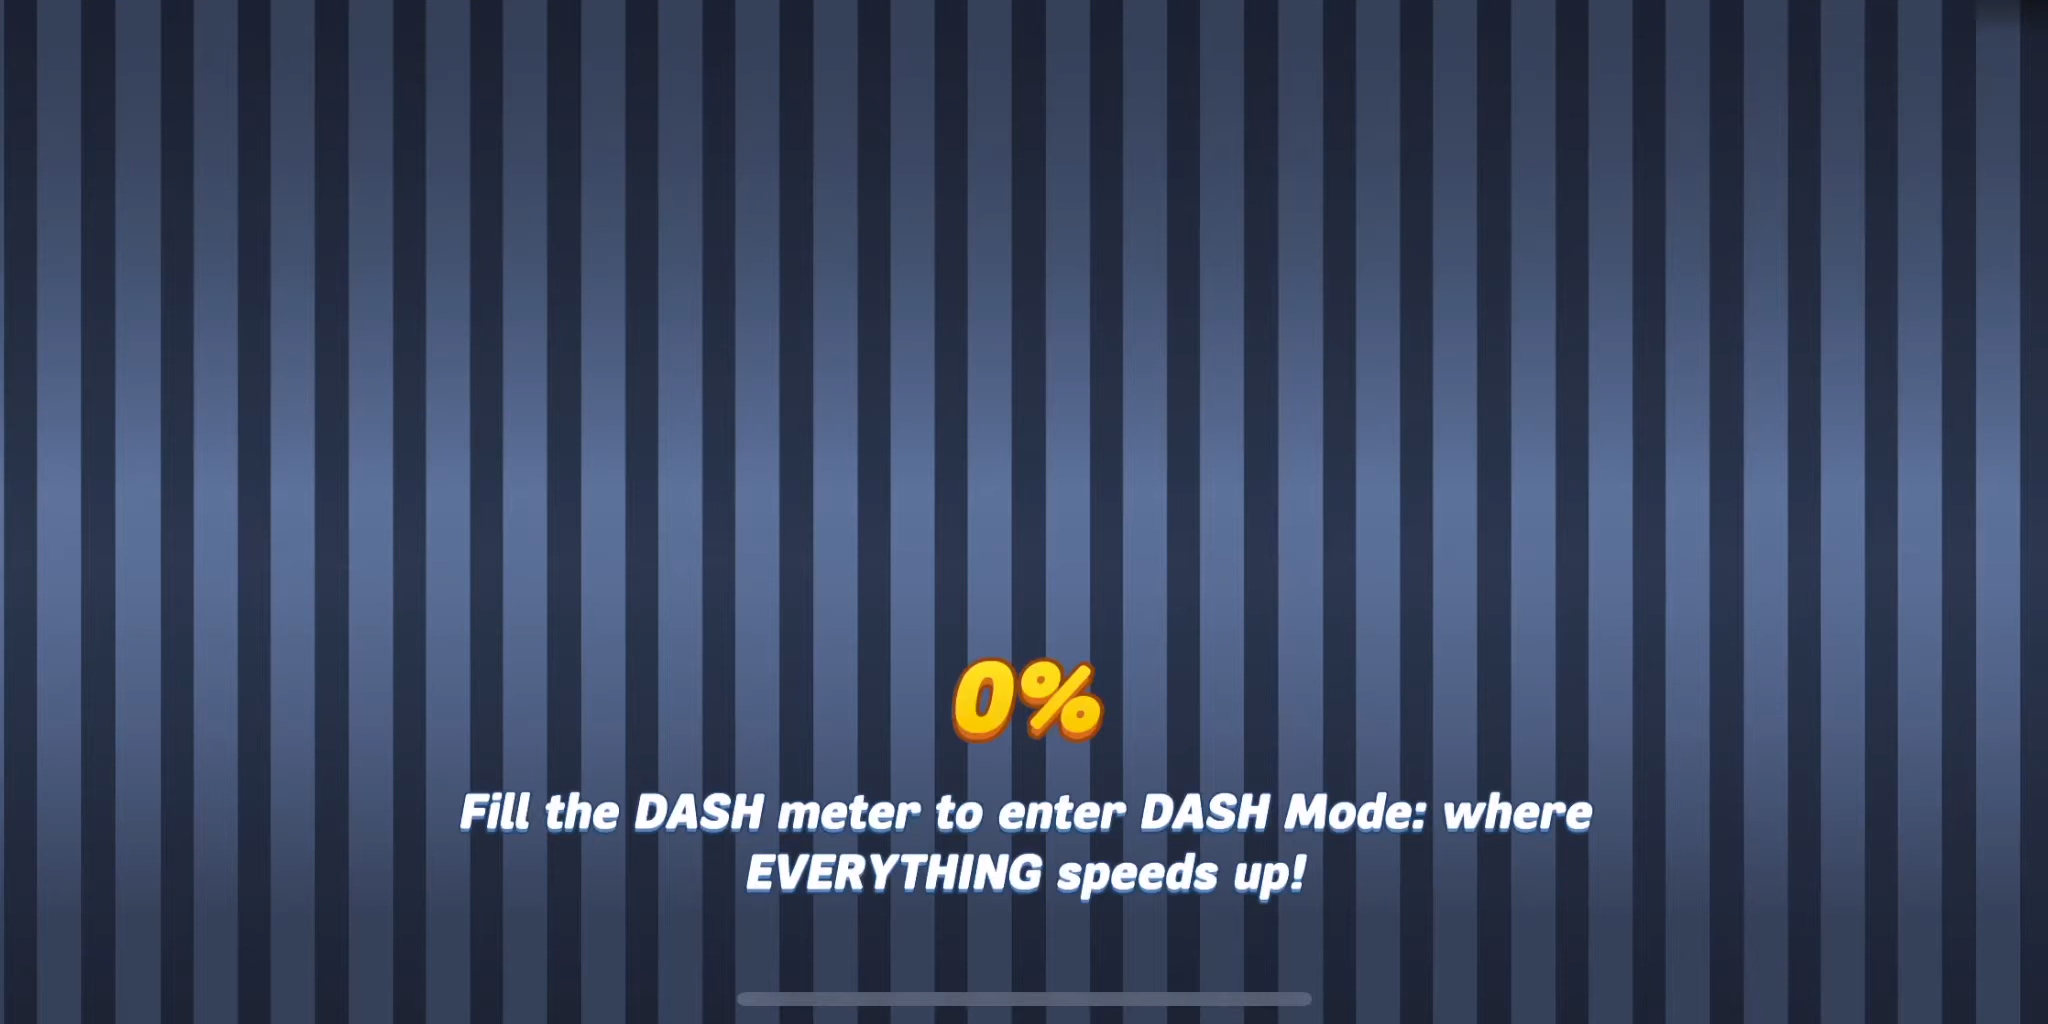 0%
Fill the DASH meter to enter DASH Mode: where
EVERYTHING speeds up!